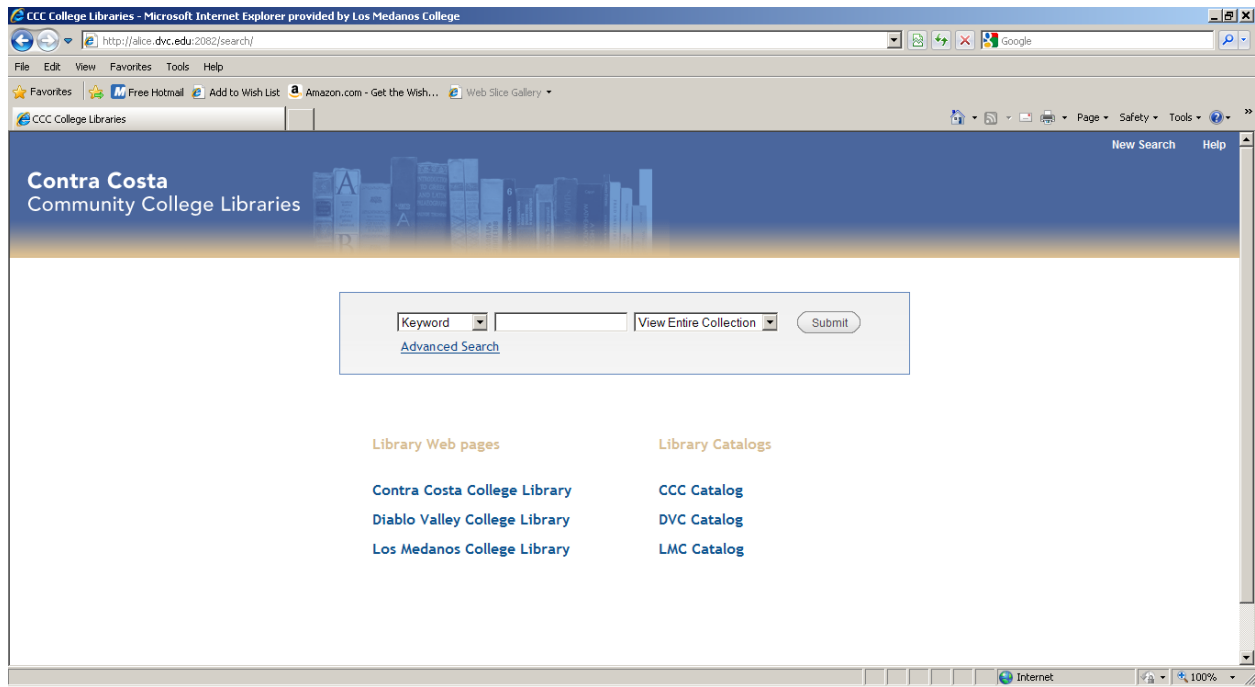 CCC College Libraries - Microsoft Internet Explorer provided by Los Medanos College
http://alice.dvc.edu:2082/search/
Google
File Edit View Favorites Tools Help
Favorites Free Hotmail Add to Wish List Amazon.com - Get the Wish... Web Slice Gallery
CCC College Libraries
Page Safety Tools
New Search Help
Contra Costa
Community College Libraries
A
A
6
R
Keyword View Entire Collection Submit
Advanced Search
Library Web pages Library Catalogs
Contra Costa College Library CCC Catalog
Diablo Valley College Library DVC Catalog
Los Medanos College Library LMC Catalog
Internet 100%